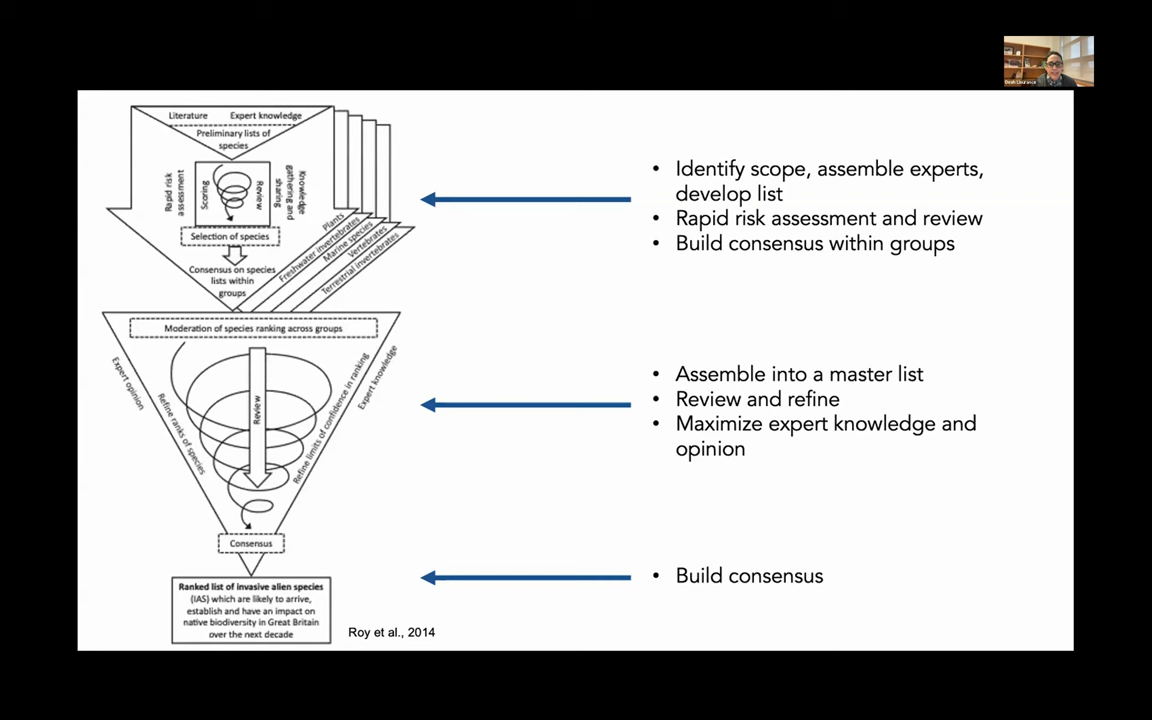 Literature Expert knowledge
Preliminary lists of
species
Rapid risk
assessment
Scoring
Review
Knowledge
gathering and
sharing
Selection of species
Consensus on species
lists within
groups
Plants
Freshwater invertebrates
Marine species
Vertebrates
Terrestrial invertebrates
Moderation of species ranking across groups
Expert opinion
Refine ranks of species
Review
Refine limits of confidence in ranking
Expert knowledge
Consensus
Ranked list of invasive alien species
(IAS) which are likely to arrive,
establish and have an impact on
native biodiversity in Great Britain
over the next decade
Roy et al., 2014
• Identify scope, assemble experts,
develop list
• Rapid risk assessment and review
• Build consensus within groups
• Assemble into a master list
• Review and refine
• Maximize expert knowledge and
opinion
• Build consensus